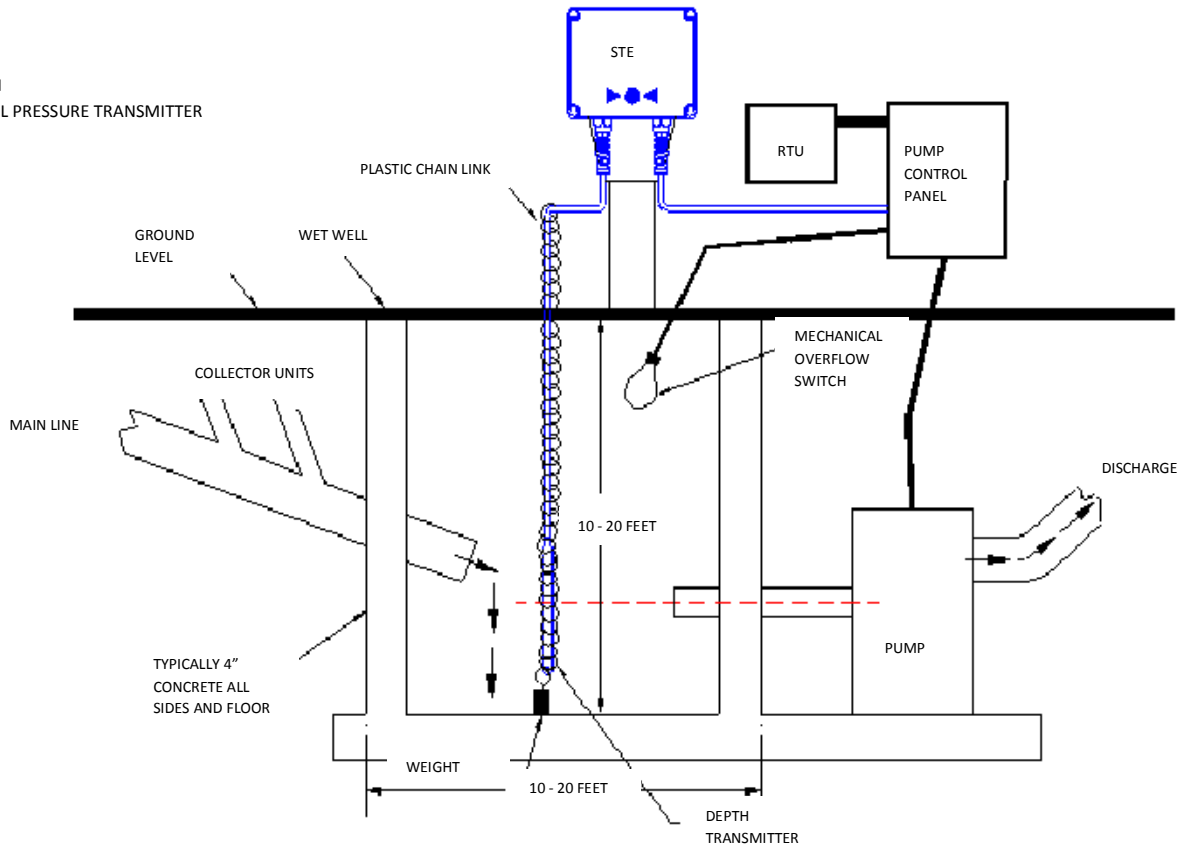 STE
L PRESSURE TRANSMITTER
RTU
PUMP
CONTROL
PANEL
PLASTIC CHAIN LINK
GROUND
LEVEL
WET WELL
MECHANICAL
OVERFLOW
SWITCH
COLLECTOR UNITS
MAIN LINE
DISCHARGE
10 - 20 FEET
PUMP
TYPICALLY 4”
CONCRETE ALL
SIDES AND FLOOR
WEIGHT
10 - 20 FEET
DEPTH
TRANSMITTER